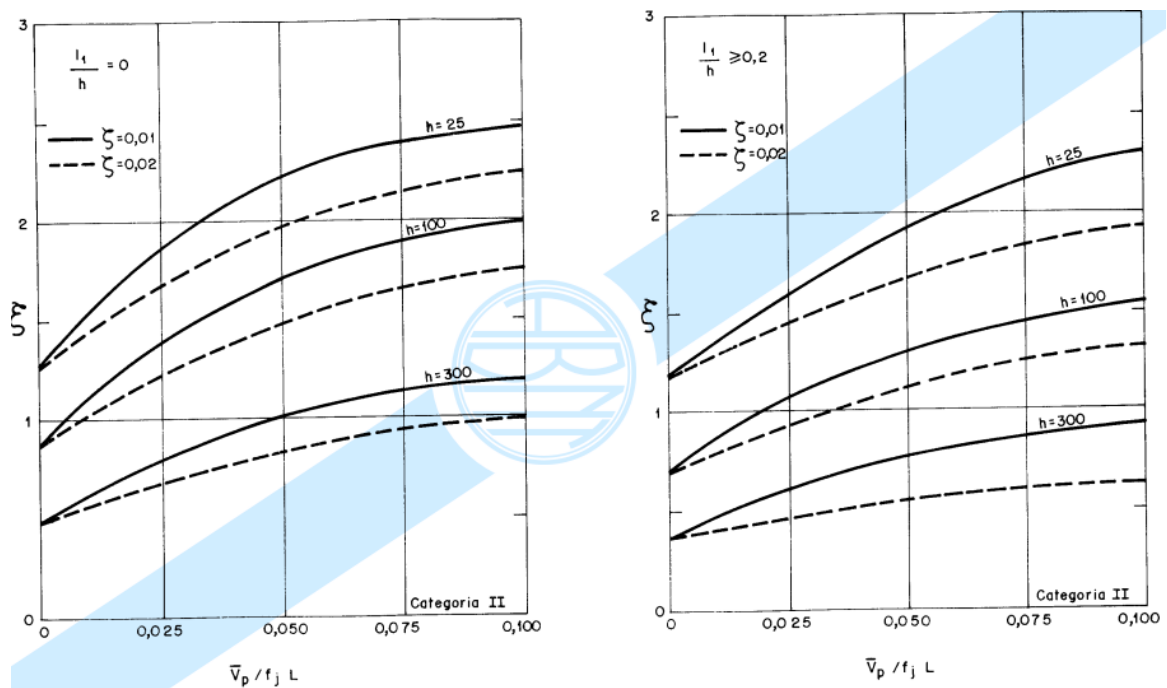 3
l₁/h = 0
ζ=0,01
ζ=0,02
h=25
2
h=100
ξ
1
h=300
Categoria II
0
0 0,025 0,050 0,075 0,100
V̅p / fj L
3
l₁/h ≥0,2
ζ=0,01
ζ=0,02
h=25
2
h=100
ξ
1
h=300
Categoria II
0
0 0,025 0,050 0,075 0,100
V̅p / fj L
ABNT